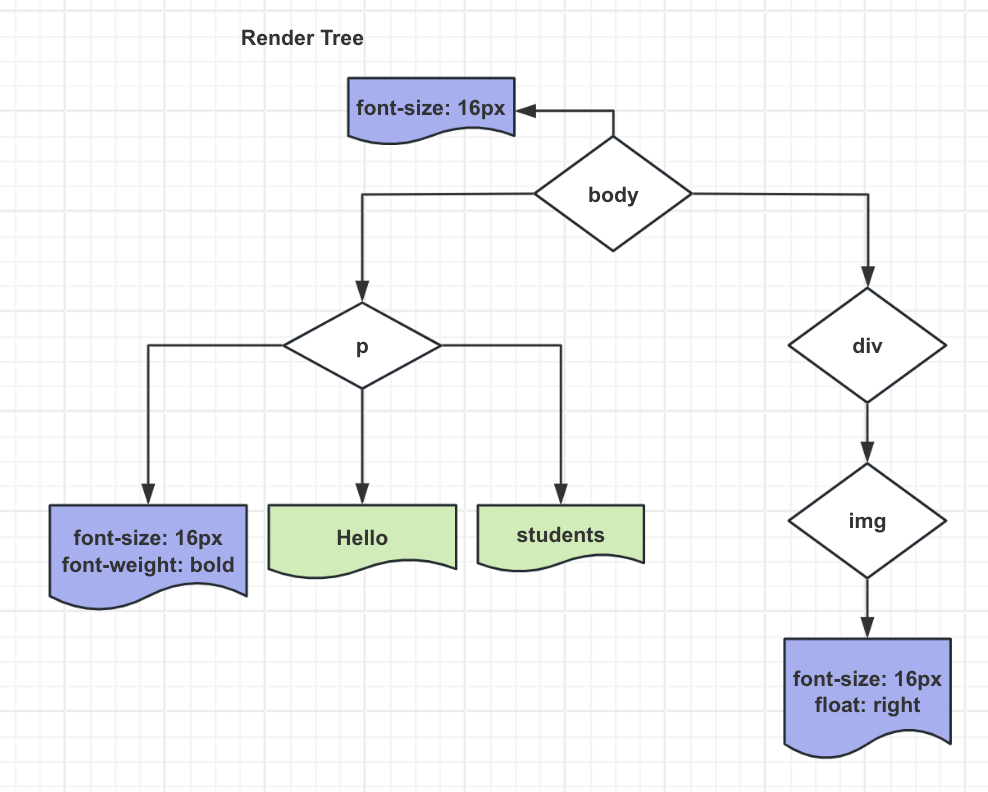 Render Tree
font-size: 16px
body
p
div
font-size: 16px
font-weight: bold
Hello
students
img
font-size: 16px
float: right